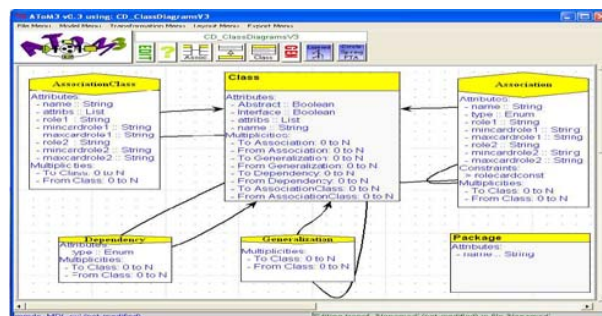 AToM3 v0.3 using: CD_ClassDiagramsV3
File Menu Model Menu Transformation Menu Layout Menu Export Menu
CD_ClassDiagramsV3
EDIT
?
Assoc
Class
GEN
AssociationClass
Attributes:
- name :: String
- attribs :: List
- role1 :: String
- mincardrole1 :: String
- maxcardrole1 :: String
- role2 :: String
- mincardrole2 :: String
- maxcardrole2 :: String
Multiplicities:
- To Class: 0 to N
- From Class: 0 to N
Class
Attributes:
- Abstract :: Boolean
- Interface :: Boolean
- attribs :: List
- name :: String
Multiplicities:
- To Association: 0 to N
- From Association: 0 to N
- To Generalization: 0 to N
- From Generalization: 0 to N
- To Dependency: 0 to N
- From Dependency: 0 to N
- To AssociationClass: 0 to N
- From AssociationClass: 0 to N
Association
Attributes:
- name :: String
- type :: Enum
- role1 :: String
- mincardrole1 :: String
- maxcardrole1 :: String
- role2 :: String
- mincardrole2 :: String
- maxcardrole2 :: String
Constraints:
> rolecardconst
Multiplicities:
- To Class: 0 to N
- From Class: 0 to N
Dependency
Attributes:
type :: Enum
Multiplicities:
- To Class: 0 to N
- From Class: 0 to N
Generalization
Multiplicities:
- To Class: 0 to N
- From Class: 0 to N
Package
Attributes:
- name :: String